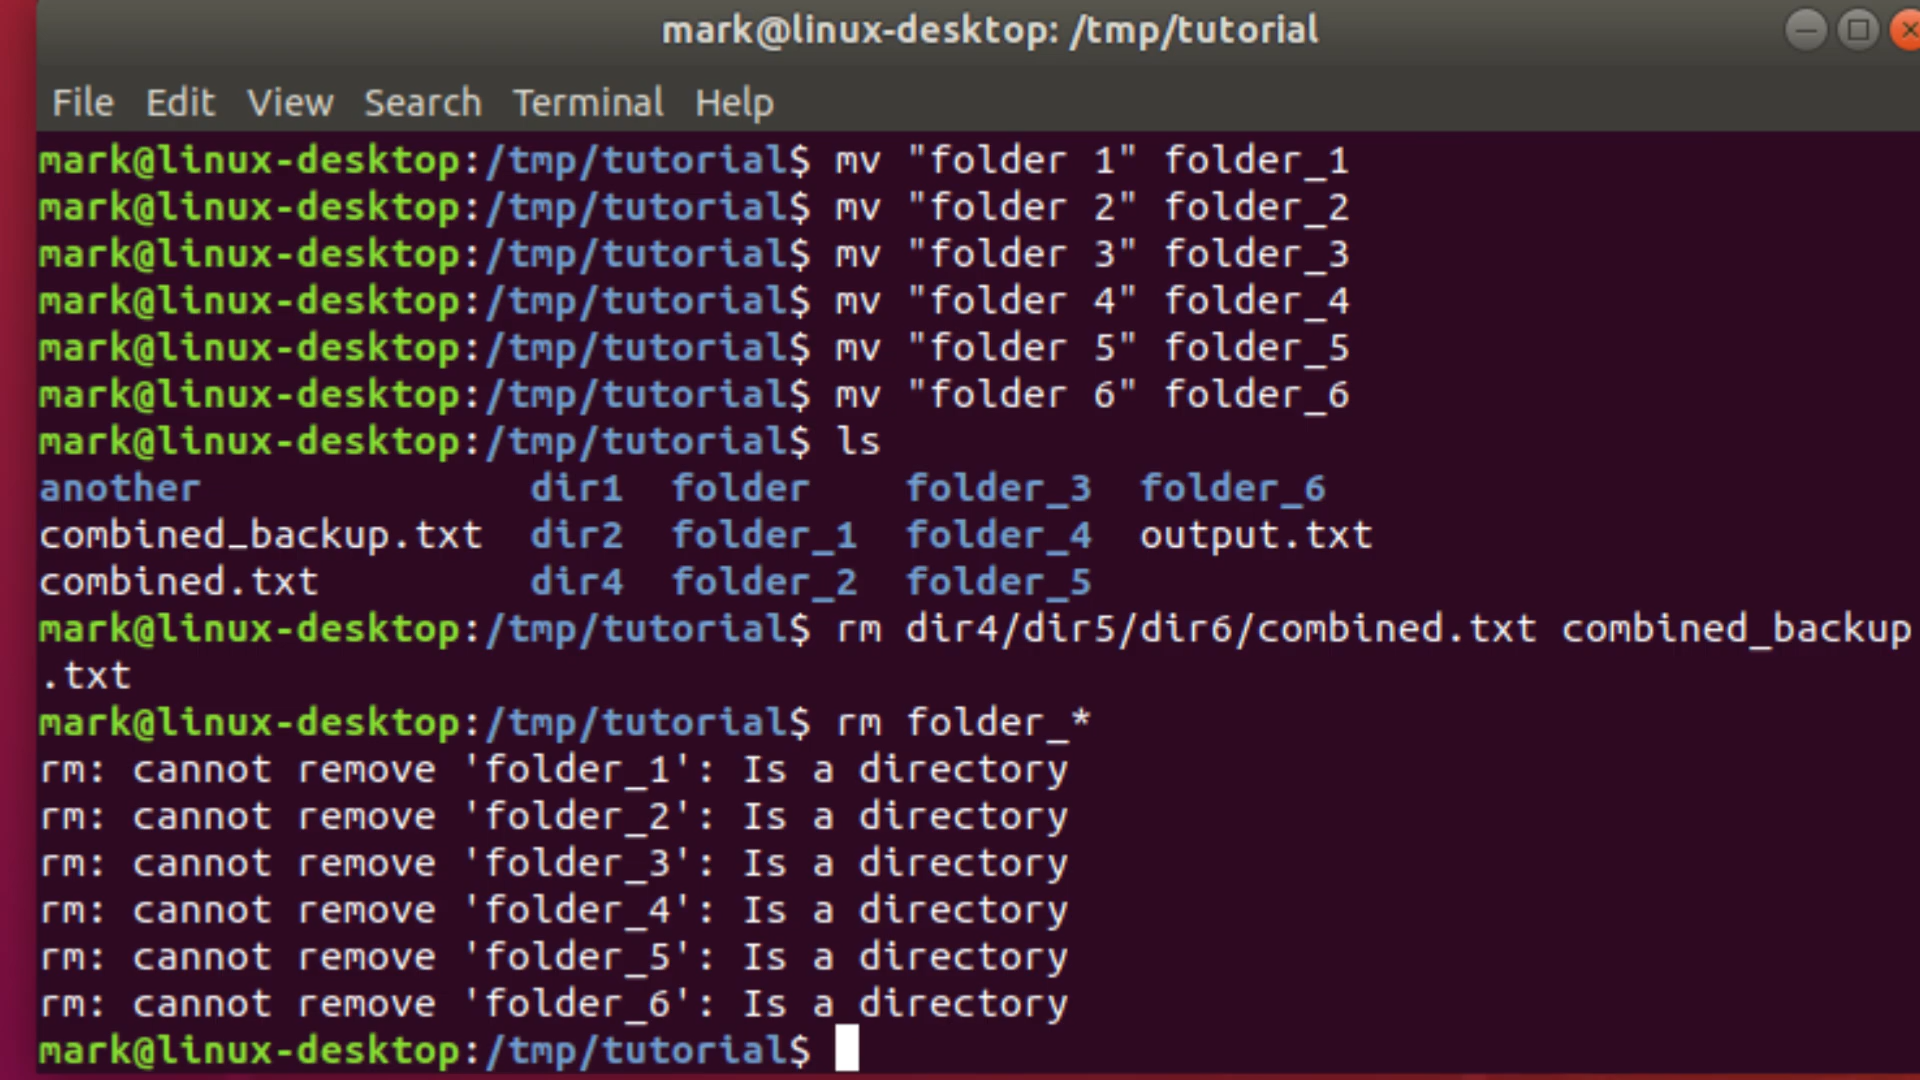 mark@linux-desktop: /tmp/tutorial
File Edit View Search Terminal Help
mark@linux-desktop:/tmp/tutorial$ mv "folder 1" folder_1
mark@linux-desktop:/tmp/tutorial$ mv "folder 2" folder_2
mark@linux-desktop:/tmp/tutorial$ mv "folder 3" folder_3
mark@linux-desktop:/tmp/tutorial$ mv "folder 4" folder_4
mark@linux-desktop:/tmp/tutorial$ mv "folder 5" folder_5
mark@linux-desktop:/tmp/tutorial$ mv "folder 6" folder_6
mark@linux-desktop:/tmp/tutorial$ ls
another              dir1  folder    folder_3  folder_6
combined_backup.txt  dir2  folder_1  folder_4  output.txt
combined.txt         dir4  folder_2  folder_5
mark@linux-desktop:/tmp/tutorial$ rm dir4/dir5/dir6/combined.txt combined_backup
.txt
mark@linux-desktop:/tmp/tutorial$ rm folder_*
rm: cannot remove 'folder_1': Is a directory
rm: cannot remove 'folder_2': Is a directory
rm: cannot remove 'folder_3': Is a directory
rm: cannot remove 'folder_4': Is a directory
rm: cannot remove 'folder_5': Is a directory
rm: cannot remove 'folder_6': Is a directory
mark@linux-desktop:/tmp/tutorial$